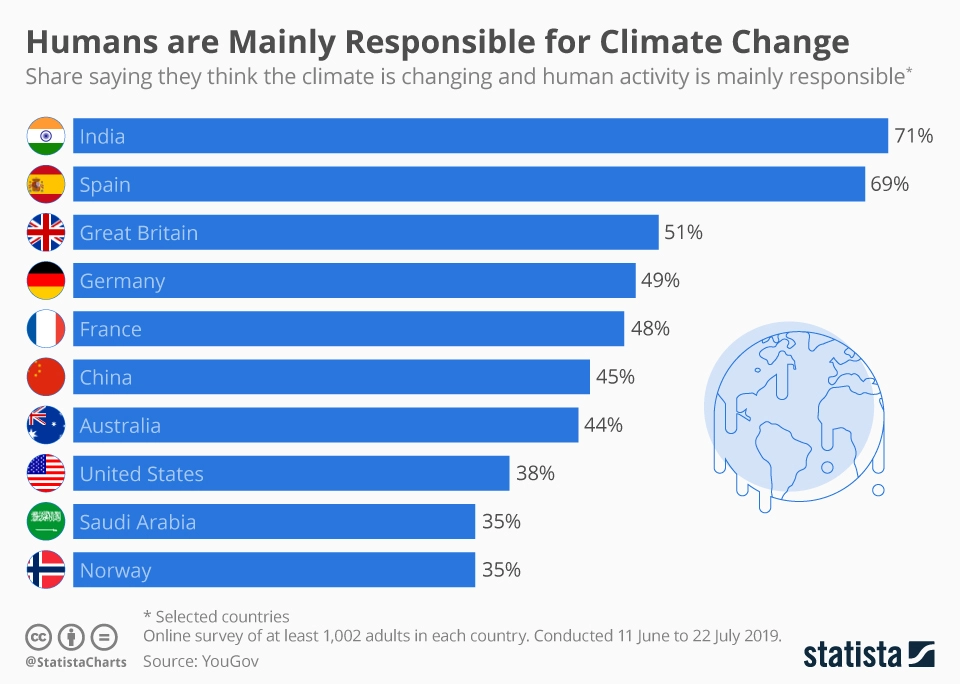 Humans are Mainly Responsible for Climate Change
Share saying they think the climate is changing and human activity is mainly responsible*
India 71%
Spain 69%
Great Britain 51%
Germany 49%
France 48%
China 45%
Australia 44%
United States 38%
Saudi Arabia 35%
Norway 35%
* Selected countries
Online survey of at least 1,002 adults in each country. Conducted 11 June to 22 July 2019.
Source: YouGov
cc
@StatistaCharts
statista